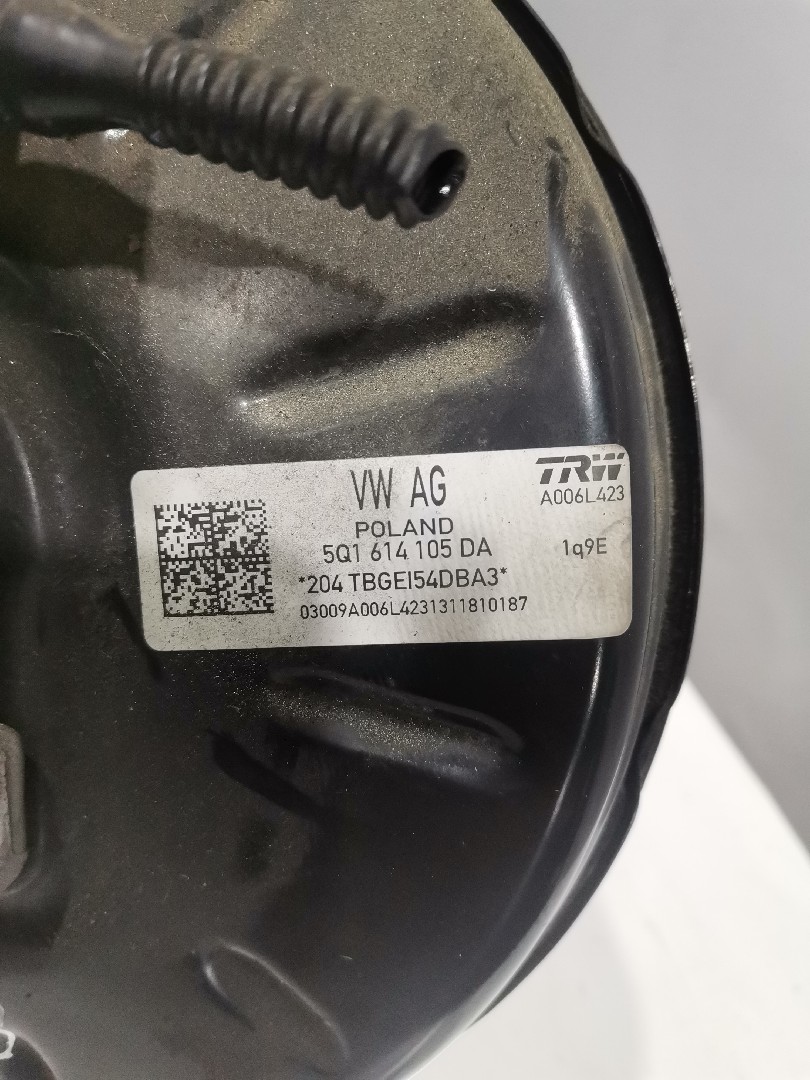 VW AG
TRW
A006L423
POLAND
5Q1 614 105 DA
1q9E
*204 TBGEI54DBA3*
03009A006L4231311810187